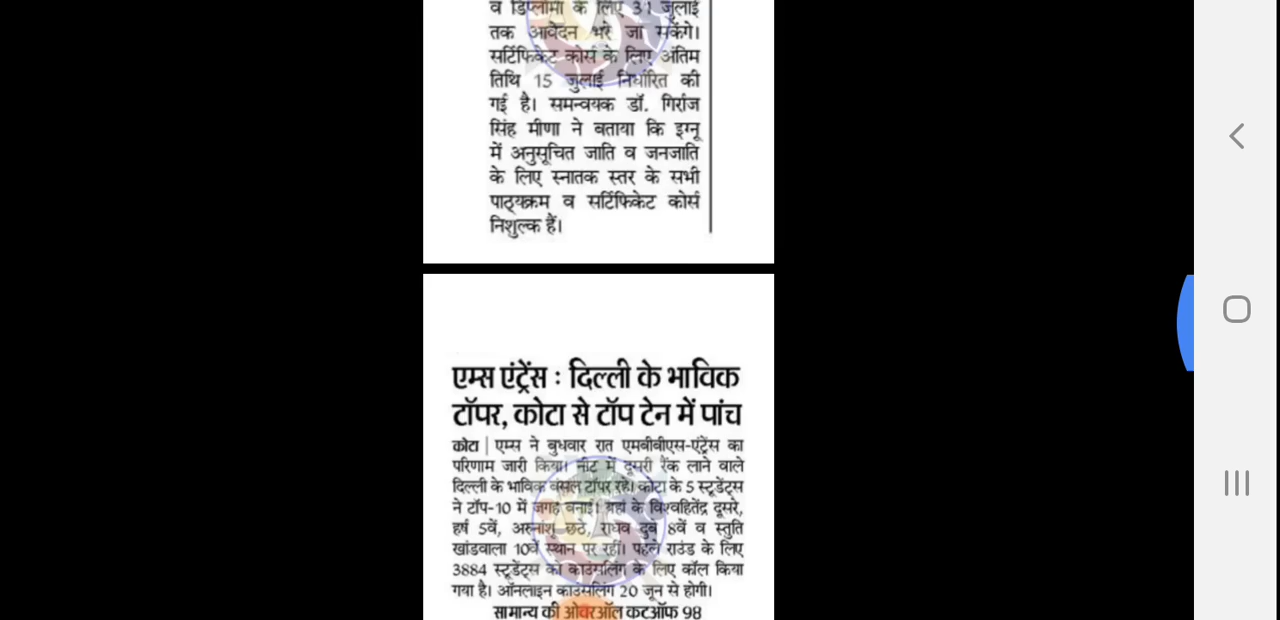 व डिप्लोमा के लिए 31 जुलाई
तक आवेदन भरे जा सकेंगे।
सर्टिफिकेट कोर्स के लिए अंतिम
तिथि 15 जुलाई निर्धारित की
गई है। समन्वयक डॉ. गिर्राज
सिंह मीणा ने बताया कि इग्नू
में अनुसूचित जाति व जनजाति
के लिए स्नातक स्तर के सभी
पाठ्यक्रम व सर्टिफिकेट कोर्स
निशुल्क हैं।
एम्स एंट्रेंस : दिल्ली के भाविक
टॉपर, कोटा से टॉप टेन में पांच
कोटा | एम्स ने बुधवार रात एमबीबीएस-एंट्रेंस का
परिणाम जारी किया। नीट में दूसरी रैंक लाने वाले
दिल्ली के भाविक बंसल टॉपर रहे। कोटा के 5 स्टूडेंट्स
ने टॉप-10 में जगह बनाई। यहां के विश्वहितेंद्र दूसरे,
हर्ष 5वें, अरुनांशु छठे, राघव दुबे 8वें व स्तुति
खांडवाला 10वें स्थान पर रहीं। पहले राउंड के लिए
3884 स्टूडेंट्स को काउंसलिंग के लिए कॉल किया
गया है। ऑनलाइन काउंसलिंग 20 जून से होगी।
सामान्य की ओवरऑल कटऑफ 98